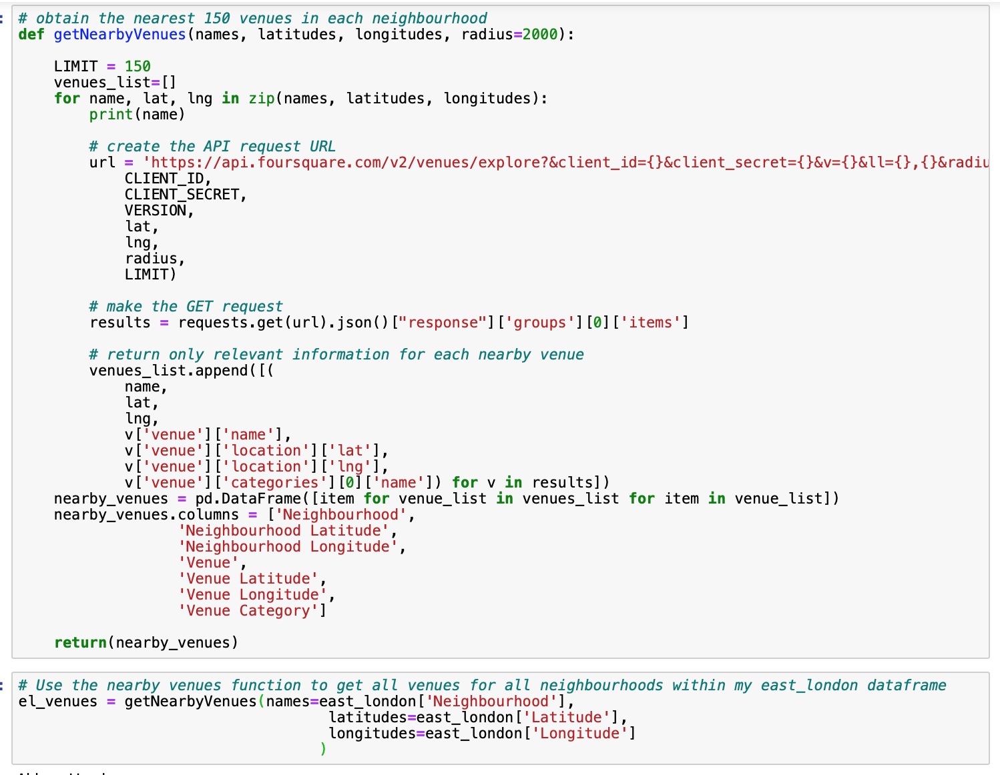 # obtain the nearest 150 venues in each neighbourhood
def getNearbyVenues(names, latitudes, longitudes, radius=2000):
    LIMIT = 150
    venues_list=[]
    for name, lat, lng in zip(names, latitudes, longitudes):
        print(name)
        # create the API request URL
        url = 'https://api.foursquare.com/v2/venues/explore?&client_id={}&client_secret={}&v={}&ll={},{}&radiu
            CLIENT_ID,
            CLIENT_SECRET,
            VERSION,
            lat,
            lng,
            radius,
            LIMIT)
        # make the GET request
        results = requests.get(url).json()["response"]['groups'][0]['items']
        # return only relevant information for each nearby venue
        venues_list.append([(
            name,
            lat,
            lng,
            v['venue']['name'],
            v['venue']['location']['lat'],
            v['venue']['location']['lng'],
            v['venue']['categories'][0]['name']) for v in results])
    nearby_venues = pd.DataFrame([item for venue_list in venues_list for item in venue_list])
    nearby_venues.columns = ['Neighbourhood',
                  'Neighbourhood Latitude',
                  'Neighbourhood Longitude',
                  'Venue',
                  'Venue Latitude',
                  'Venue Longitude',
                  'Venue Category']
    return(nearby_venues)
# Use the nearby venues function to get all venues for all neighbourhoods within my east_london dataframe
el_venues = getNearbyVenues(names=east_london['Neighbourhood'],
                                   latitudes=east_london['Latitude'],
                                   longitudes=east_london['Longitude']
                                  )